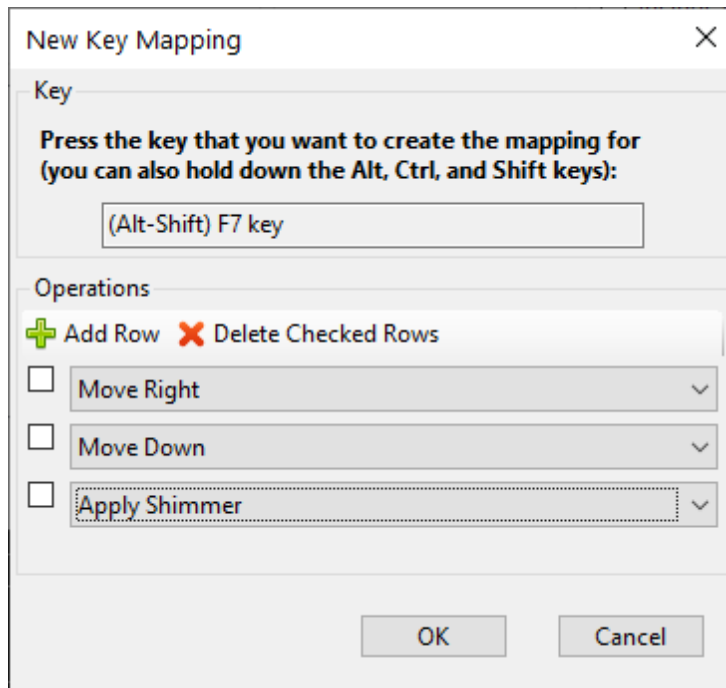 New Key Mapping
Key
Press the key that you want to create the mapping for
(you can also hold down the Alt, Ctrl, and Shift keys):
(Alt-Shift) F7 key
Operations
Add Row Delete Checked Rows
Move Right
Move Down
Apply Shimmer
OK Cancel